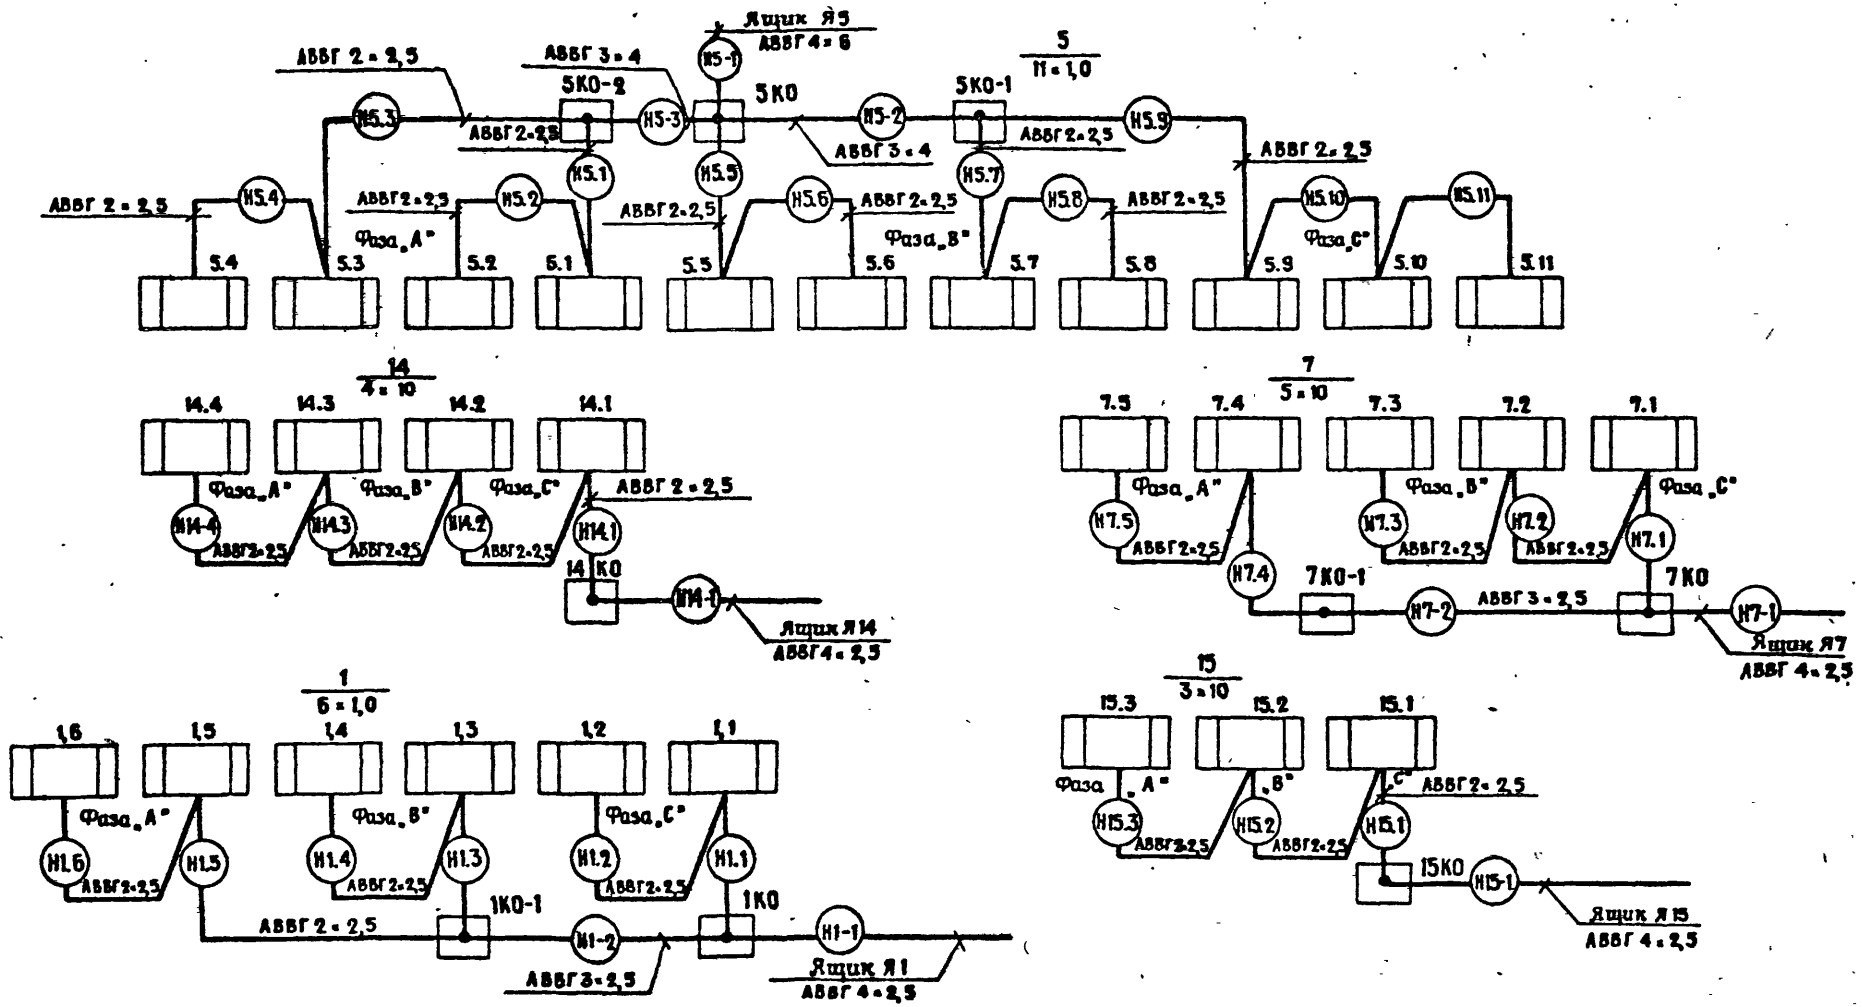 Ящик Я5
АВВГ 4×6
5
11×1,0
АВВГ 2×2,5
АВВГ 3×4
Н5-1
5КО-2
5КО
5КО-1
Н5.3
Н5-3
Н5-2
Н5.9
АВВГ 2×2,5
АВВГ 3×4
АВВГ 2×2,5
АВВГ 2×2,5
Н5.1
Н5.5
Н5.7
АВВГ 2×2,5
Н5.4
АВВГ 2×2,5
Н5.2
АВВГ 2×2,5
Н5.6
АВВГ 2×2,5
Н5.8
АВВГ 2×2,5
Н5.10
Н5.11
Фаза „А"
Фаза „В"
Фаза „С"
5.4
5.3
5.2
5.1
5.5
5.6
5.7
5.8
5.9
5.10
5.11
14
4×10
14.4
14.3
14.2
14.1
Фаза „А"
Фаза „В"
Фаза „С"
АВВГ 2×2,5
Н14-4
Н14.3
Н14.2
Н14.1
АВВГ 2×2,5
АВВГ 2×2,5
АВВГ 2×2,5
14 КО
Н14-1
Ящик Я14
АВВГ 4×2,5
7
5×10
7.5
7.4
7.3
7.2
7.1
Фаза „А"
Фаза „В"
Фаза „С"
Н7.5
Н7.3
Н7.2
Н7.1
АВВГ 2×2,5
АВВГ 2×2,5
АВВГ 2×2,5
Н7.4
7КО-1
7КО
Н7-2
АВВГ 3×2,5
Н7-1
Ящик Я7
АВВГ 4×2,5
1
6×1,0
1,6
1,5
1,4
1,3
1,2
1,1
Фаза „А"
Фаза „В"
Фаза „С"
Н1.6
Н1.5
Н1.4
Н1.3
Н1.2
Н1.1
АВВГ 2×2,5
АВВГ 2×2,5
АВВГ 2×2,5
1КО-1
1КО
АВВГ 2×2,5
Н1-2
Н1-1
АВВГ 3×2,5
Ящик Я1
АВВГ 4×2,5
15
3×10
15.3
15.2
15.1
Фаза „А"
„В"
„С"
АВВГ 2×2,5
Н15.3
Н15.2
Н15.1
АВВГ 2×2,5
АВВГ 2×2,5
15КО
Н15-1
Ящик Я15
АВВГ 4×2,5